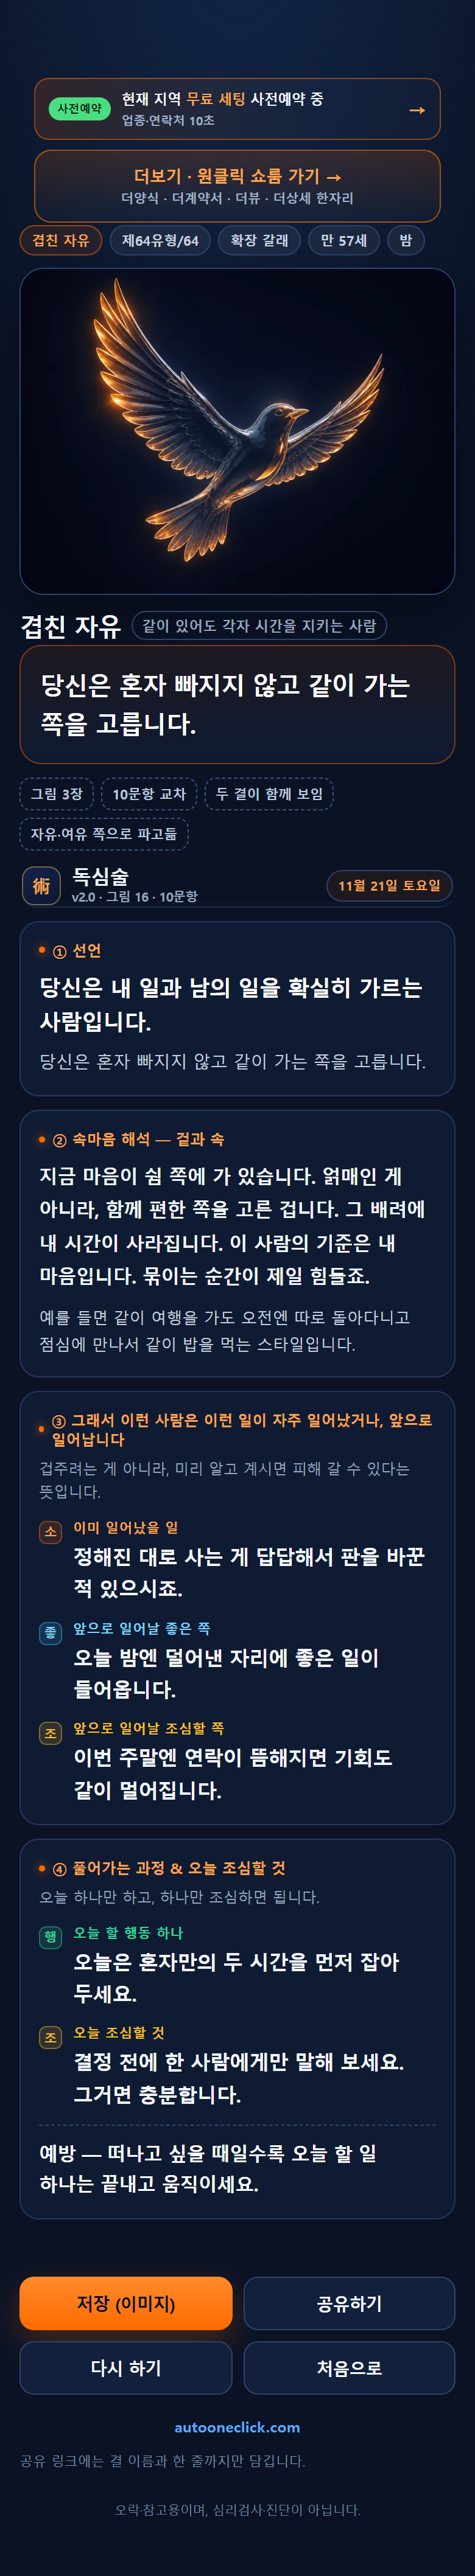 사전예약
현재 지역 무료 세팅 사전예약 중
업종·연락처 10초
→
더보기 · 원클릭 쇼룸 가기 →
더양식 · 더계약서 · 더뷰 · 더상세 한자리
겹친 자유
제64유형/64
확장 갈래
만 57세
밤
겹친 자유
같이 있어도 각자 시간을 지키는 사람
당신은 혼자 빠지지 않고 같이 가는
쪽을 고릅니다.
그림 3장
10문항 교차
두 결이 함께 보임
자유·여유 쪽으로 파고듦
術
독심술
v2.0 · 그림 16 · 10문항
11월 21일 토요일
① 선언
당신은 내 일과 남의 일을 확실히 가르는
사람입니다.
당신은 혼자 빠지지 않고 같이 가는 쪽을 고릅니다.
② 속마음 해석 — 겉과 속
지금 마음이 쉼 쪽에 가 있습니다. 얽매인 게
아니라, 함께 편한 쪽을 고른 겁니다. 그 배려에
내 시간이 사라집니다. 이 사람의 기준은 내
마음입니다. 묶이는 순간이 제일 힘들죠.
예를 들면 같이 여행을 가도 오전엔 따로 돌아다니고
점심에 만나서 같이 밥을 먹는 스타일입니다.
③ 그래서 이런 사람은 이런 일이 자주 일어났거나, 앞으로
일어납니다
겁주려는 게 아니라, 미리 알고 계시면 피해 갈 수 있다는
뜻입니다.
소
이미 일어났을 일
정해진 대로 사는 게 답답해서 판을 바꾼
적 있으시죠.
좋
앞으로 일어날 좋은 쪽
오늘 밤엔 덜어낸 자리에 좋은 일이
들어옵니다.
조
앞으로 일어날 조심할 쪽
이번 주말엔 연락이 뜸해지면 기회도
같이 멀어집니다.
④ 풀어가는 과정 & 오늘 조심할 것
오늘 하나만 하고, 하나만 조심하면 됩니다.
행
오늘 할 행동 하나
오늘은 혼자만의 두 시간을 먼저 잡아
두세요.
조
오늘 조심할 것
결정 전에 한 사람에게만 말해 보세요.
그거면 충분합니다.
예방 — 떠나고 싶을 때일수록 오늘 할 일
하나는 끝내고 움직이세요.
저장 (이미지)
공유하기
다시 하기
처음으로
autooneclick.com
공유 링크에는 결 이름과 한 줄까지만 담깁니다.
오락·참고용이며, 심리검사·진단이 아닙니다.